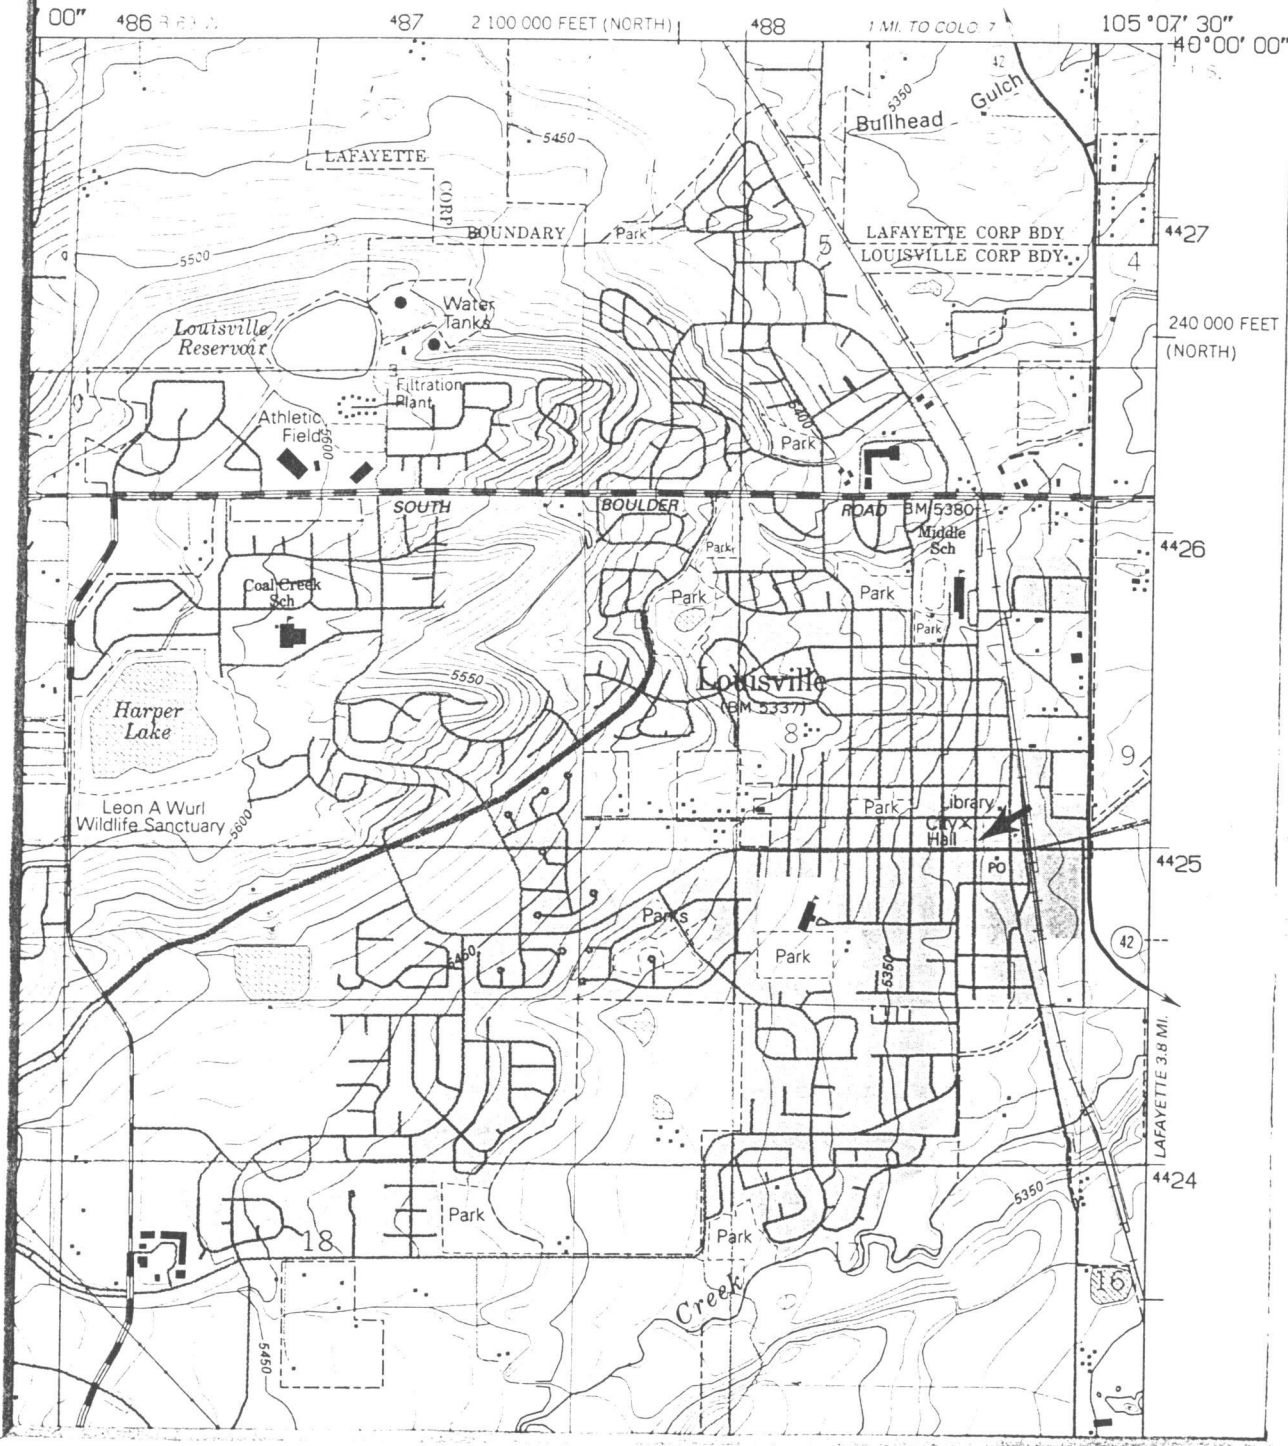 00" ⁴86 ⁴87 2 100 000 FEET (NORTH) ⁴88 1 MI. TO COLO. 7 105°07'30"
40°00'00"
42
5350
Gulch
Bullhead
5450
LAFAYETTE
CORP
BOUNDARY
Park
5
LAFAYETTE CORP BDY
LOUISVILLE CORP BDY
⁴⁴27
4
5500
Water
Tanks
Louisville
Reservoir
240 000 FEET
(NORTH)
Filtration
Plant
Athletic
Field
5600
5400
Park
SOUTH BOULDER ROAD BM 5380
Middle
Sch
⁴⁴26
Park
Coal Creek
Sch
Park
Park
Park
5550
Louisville
(BM 5337)
8
Harper
Lake
9
Leon A Wurl
Wildlife Sanctuary
5600
Park
Library
City
Hall
PO
⁴⁴25
Parks
42
5450
Park
5350
LAFAYETTE 3.8 MI.
⁴⁴24
5350
Park
18
Park
Creek
16
5450